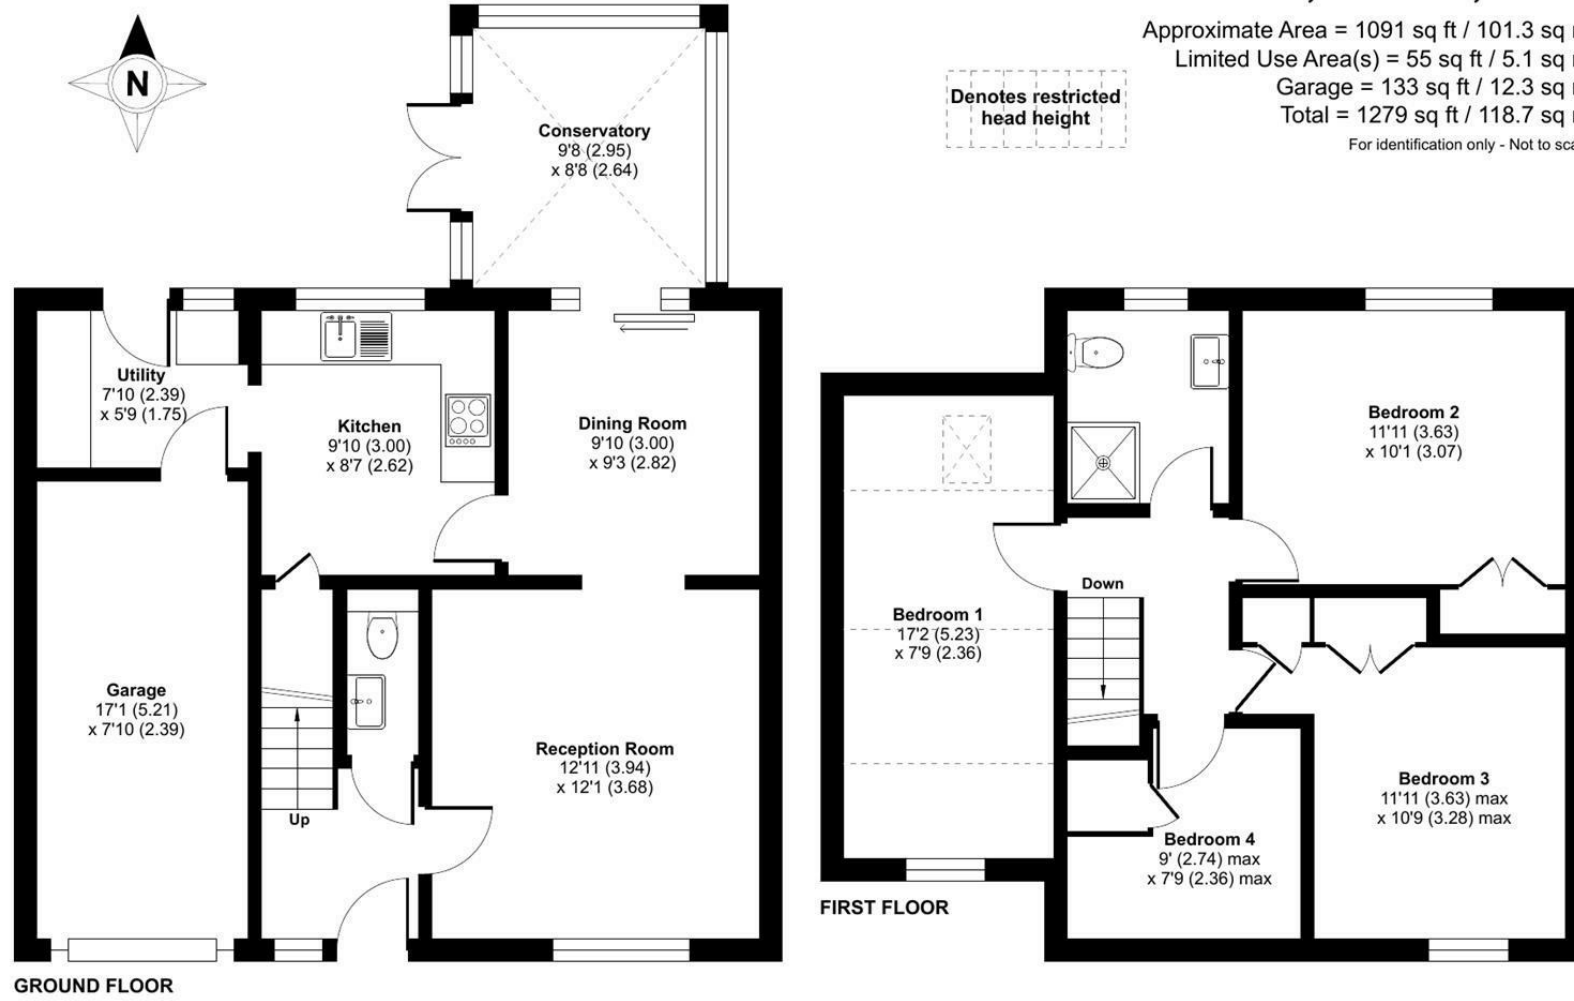 Approximate Area = 1091 sq ft / 101.3 sq
Limited Use Area(s) = 55 sq ft / 5.1 sq
Garage = 133 sq ft / 12.3 sq
Total = 1279 sq ft / 118.7 sq
For identification only - Not to
Denotes restricted
head height
N
Conservatory
9'8 (2.95)
x 8'8 (2.64)
Utility
7'10 (2.39)
x 5'9 (1.75)
Kitchen
9'10 (3.00)
x 8'7 (2.62)
Dining Room
9'10 (3.00)
x 9'3 (2.82)
Garage
17'1 (5.21)
x 7'10 (2.39)
Up
Reception Room
12'11 (3.94)
x 12'1 (3.68)
GROUND FLOOR
Bedroom 2
11'11 (3.63)
x 10'1 (3.07)
Down
Bedroom 1
17'2 (5.23)
x 7'9 (2.36)
Bedroom 3
11'11 (3.63) max
x 10'9 (3.28) max
Bedroom 4
9' (2.74) max
x 7'9 (2.36) max
FIRST FLOOR